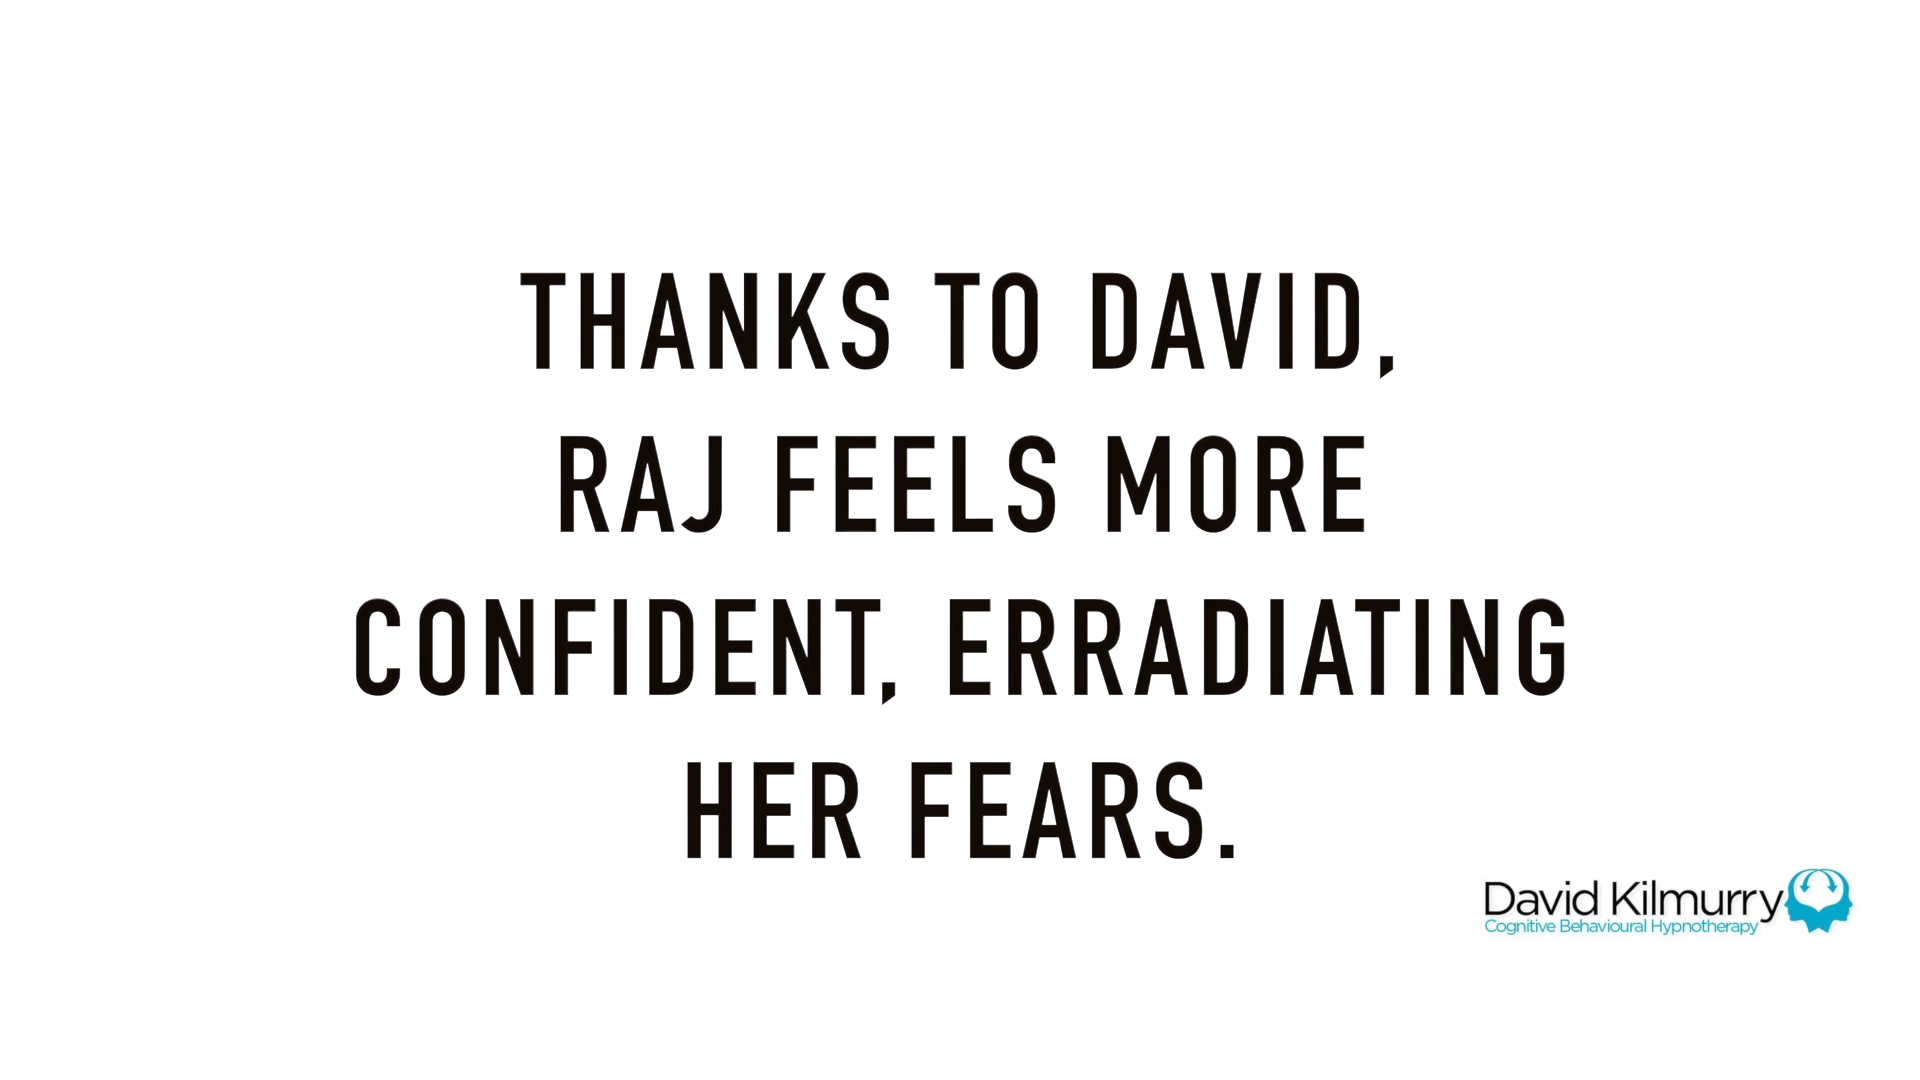 THANKS TO DAVID,
RAJ FEELS MORE
CONFIDENT, ERRADIATING
HER FEARS.
David Kilmurry
Cognitive Behavioural Hypnotherapy